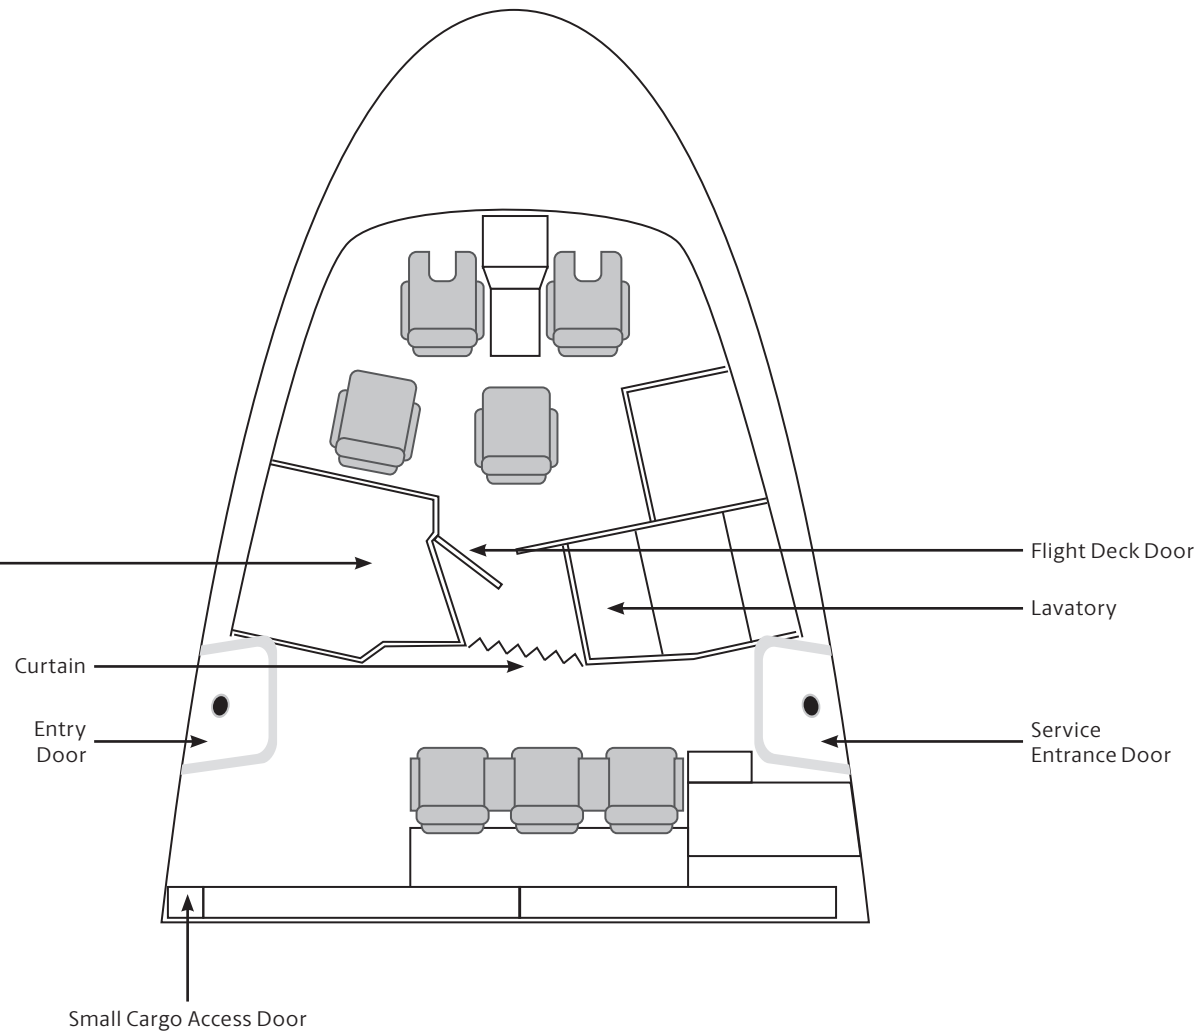 Flight Deck Door
Lavatory
Curtain
Entry
Door
Service
Entrance Door
Small Cargo Access Door